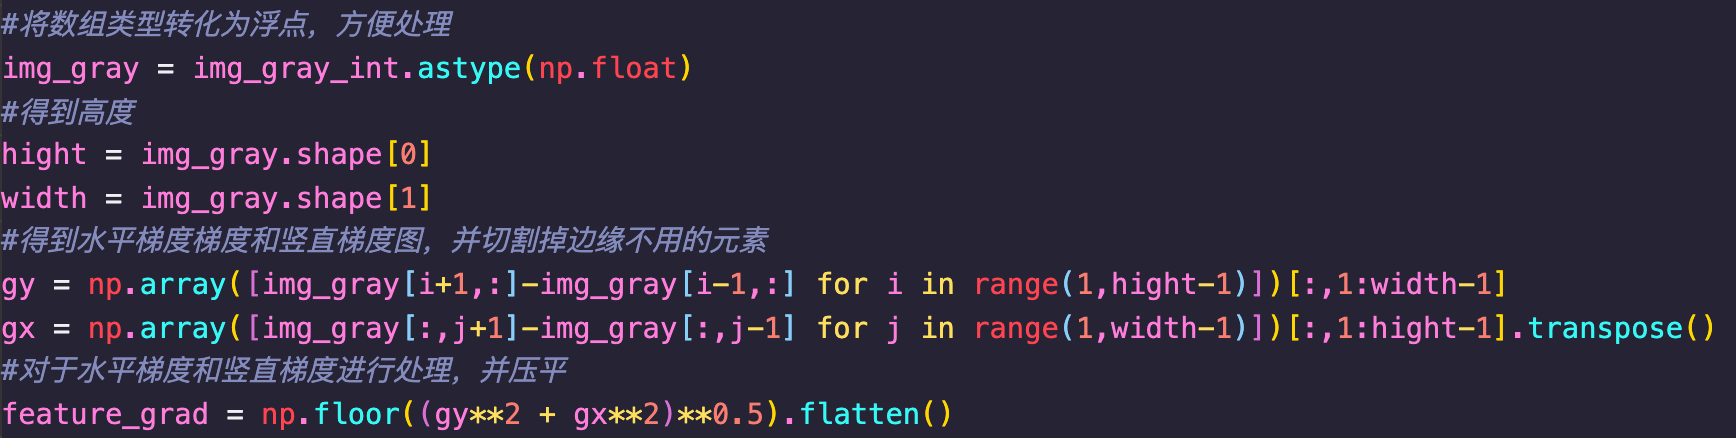 #将数组类型转化为浮点，方便处理
img_gray = img_gray_int.astype(np.float)
#得到高度
hight = img_gray.shape[0]
width = img_gray.shape[1]
#得到水平梯度梯度和竖直梯度图，并切割掉边缘不用的元素
gy = np.array([img_gray[i+1,:]-img_gray[i-1,:] for i in range(1,hight-1)])[:,1:width-1]
gx = np.array([img_gray[:,j+1]-img_gray[:,j-1] for j in range(1,width-1)])[:,1:hight-1].transpose()
#对于水平梯度和竖直梯度进行处理，并压平
feature_grad = np.floor((gy**2 + gx**2)**0.5).flatten()